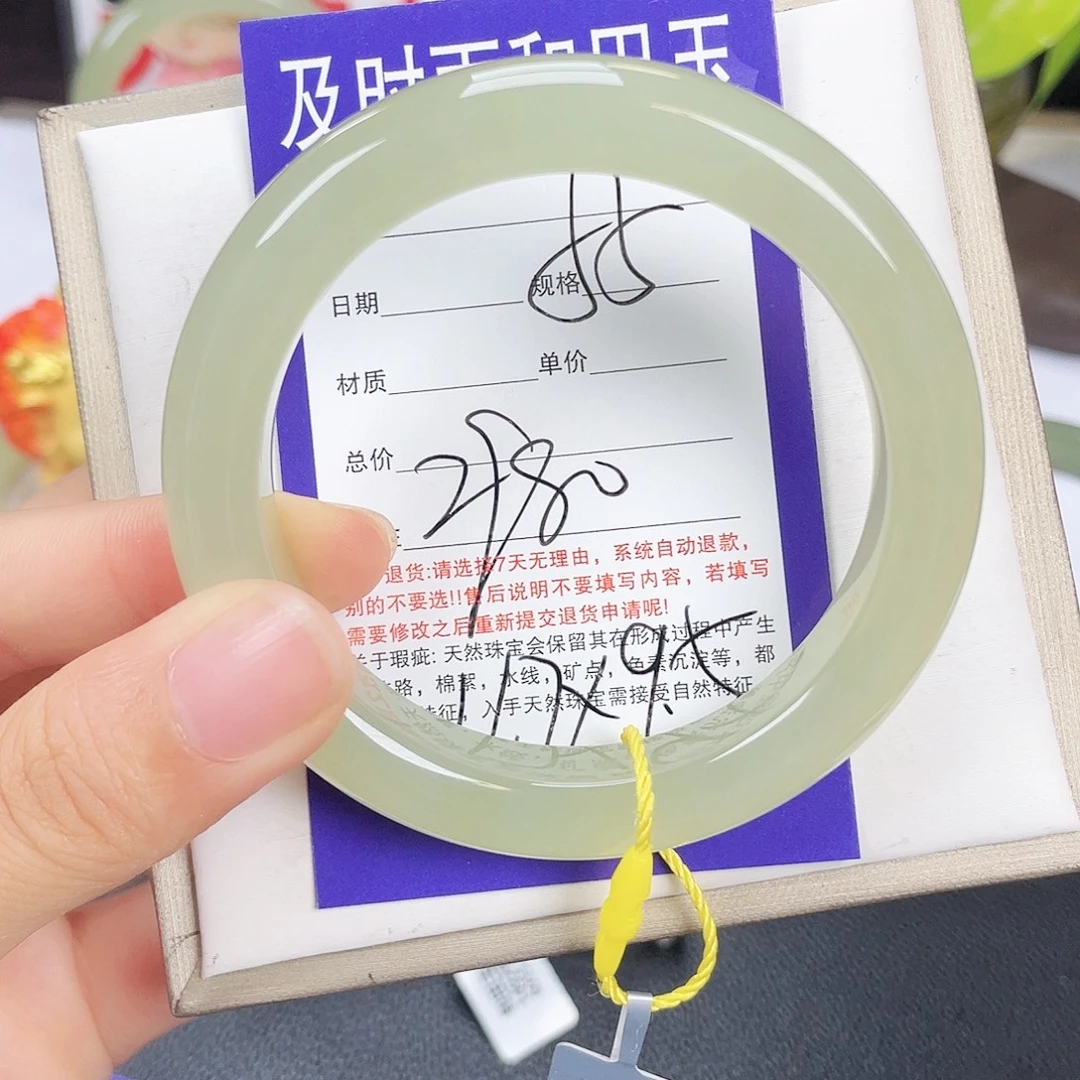 及时雨和田玉
规格
日期
单价
材质
总价 2980
退货:请选择7天无理由，系统自动退款，
别的不要选!!售后说明不要填写内容，若填写
需要修改之后重新提交退货申请呢!
关于瑕疵: 天然珠宝会保留其在形成过程中产生
路，棉絮，水线，矿点，色素沉淀等，都
特征，入手天然珠宝需接受自然特征